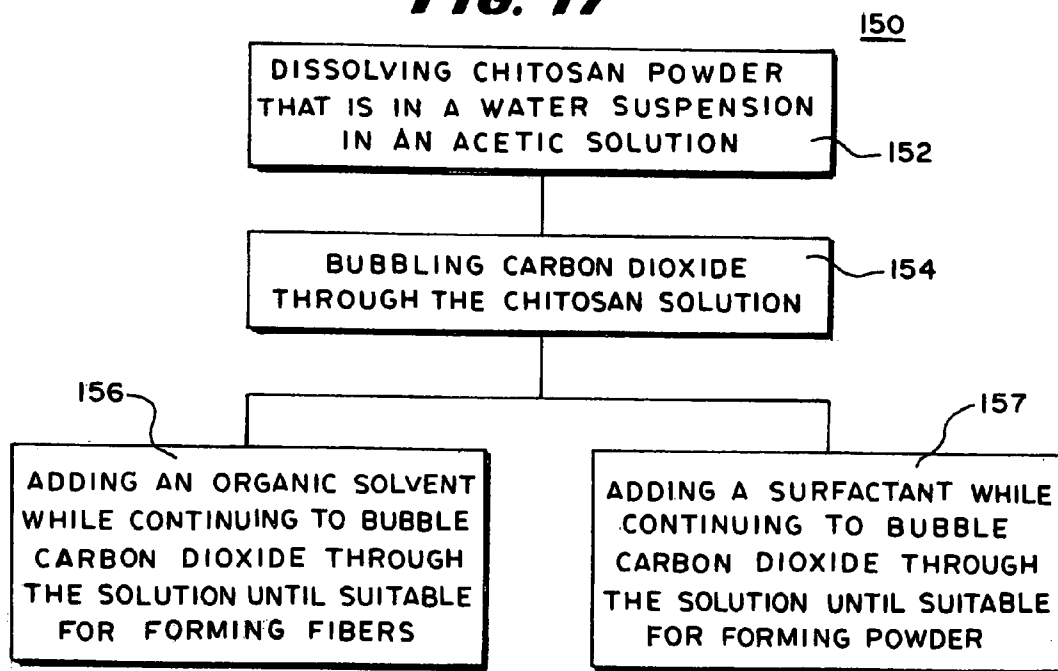 FIG. 17
150
DISSOLVING CHITOSAN POWDER
THAT IS IN A WATER SUSPENSION
IN AN ACETIC SOLUTION
152
BUBBLING CARBON DIOXIDE
THROUGH THE CHITOSAN SOLUTION
154
156
ADDING AN ORGANIC SOLVENT
WHILE CONTINUING TO BUBBLE
CARBON DIOXIDE THROUGH
THE SOLUTION UNTIL SUITABLE
FOR FORMING FIBERS
157
ADDING A SURFACTANT WHILE
CONTINUING TO BUBBLE
CARBON DIOXIDE THROUGH
THE SOLUTION UNTIL SUITABLE
FOR FORMING POWDER